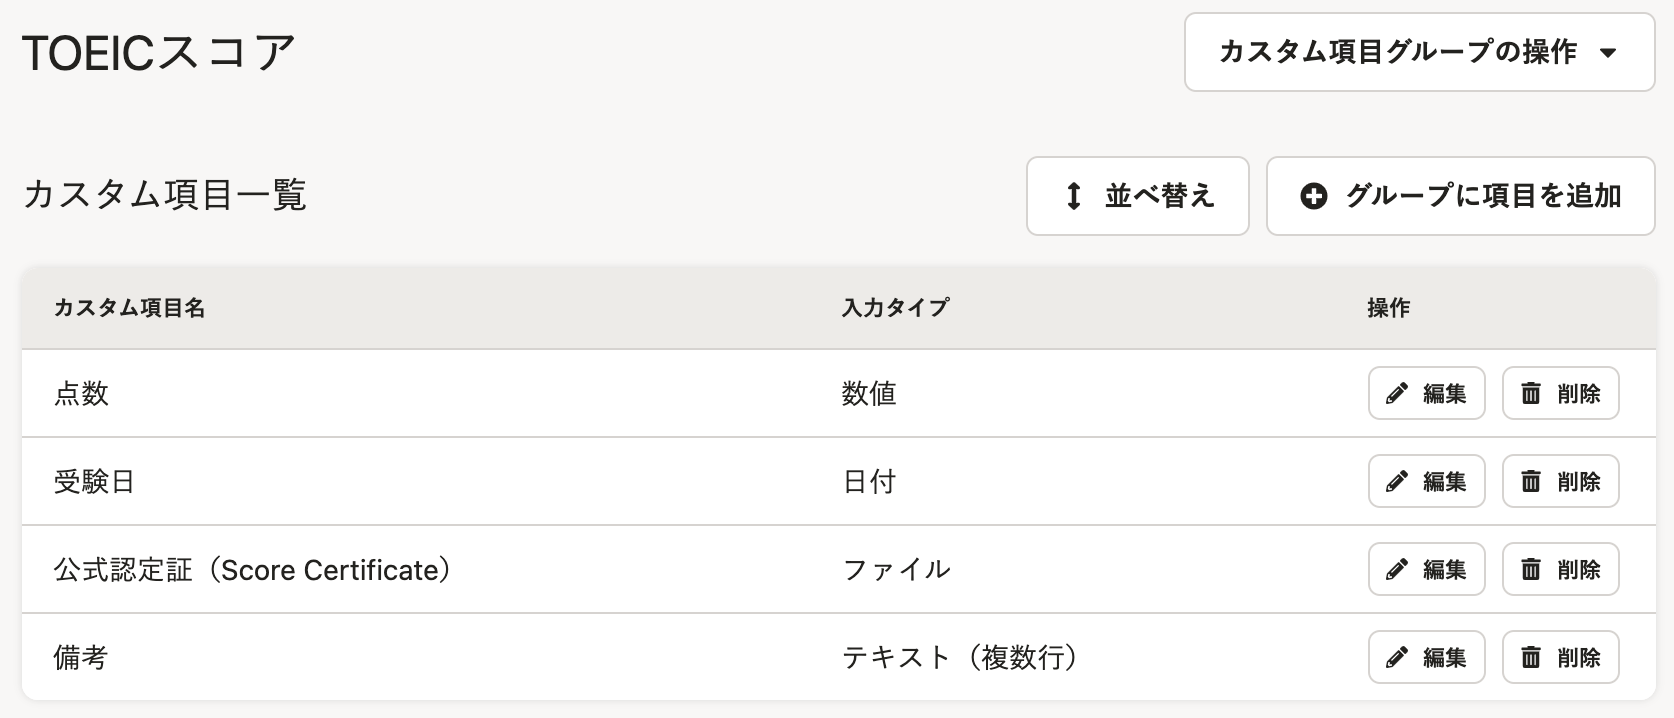 TOEICスコア
カスタム項目グループの操作
カスタム項目一覧
並べ替え
グループに項目を追加
カスタム項目名 入力タイプ 操作
点数 数値 編集 削除
受験日 日付 編集 削除
公式認定証（Score Certificate） ファイル 編集 削除
備考 テキスト（複数行） 編集 削除